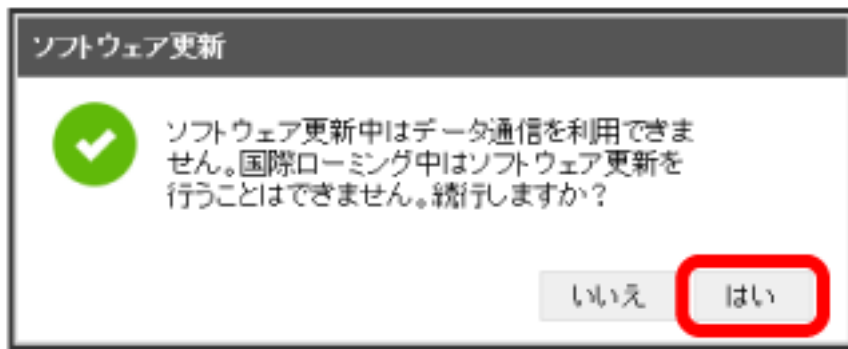 ソフトウェア更新
ソフトウェア更新中はデータ通信を利用できま
せん。国際ローミング中はソフトウェア更新を
行うことはできません。続行しますか？
いいえ はい